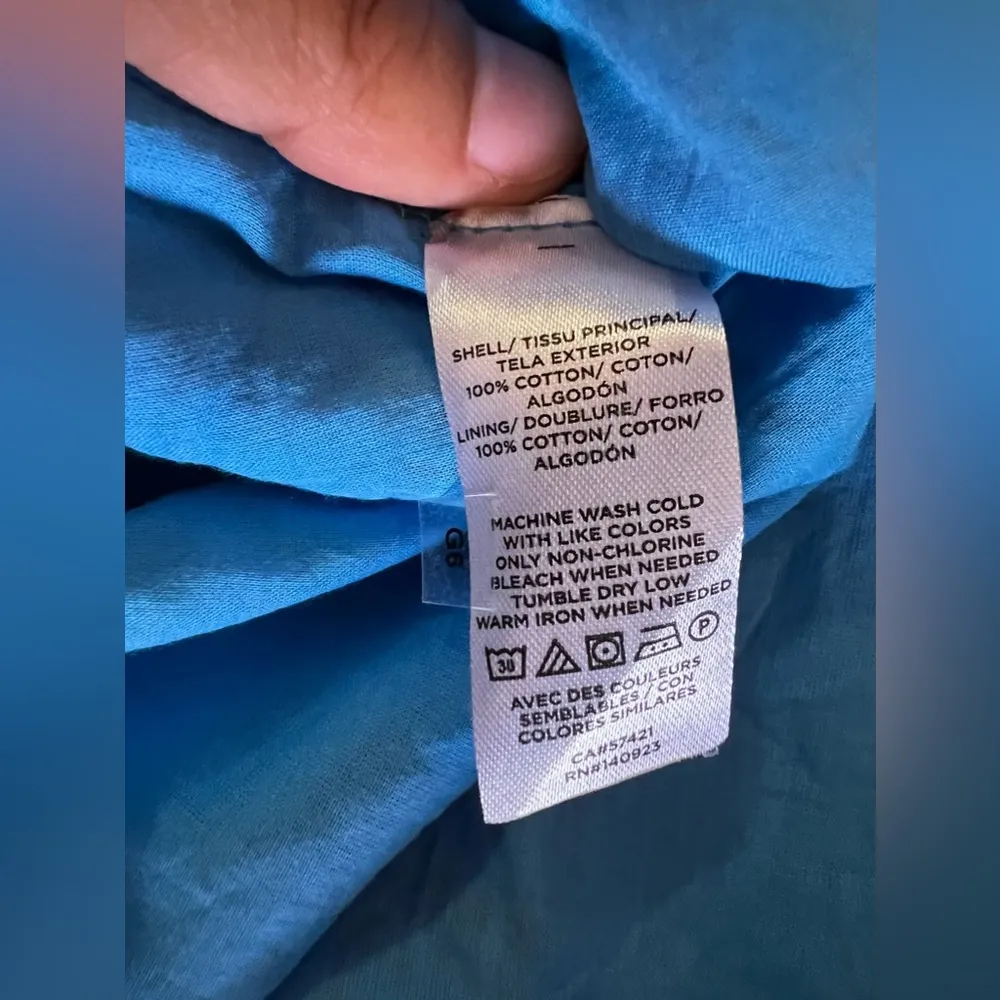 SHELL/ TISSU PRINCIPAL/
TELA EXTERIOR
100% COTTON/ COTON/
ALGODÓN
LINING/ DOUBLURE/ FORRO
100% COTTON/ COTON/
ALGODÓN
MACHINE WASH COLD
WITH LIKE COLORS
ONLY NON-CHLORINE
BLEACH WHEN NEEDED
TUMBLE DRY LOW
WARM IRON WHEN NEEDED
30
P
AVEC DES COULEURS
SEMBLABLES / CON
COLORES SIMILARES
CA#57421
RN#140923
G6